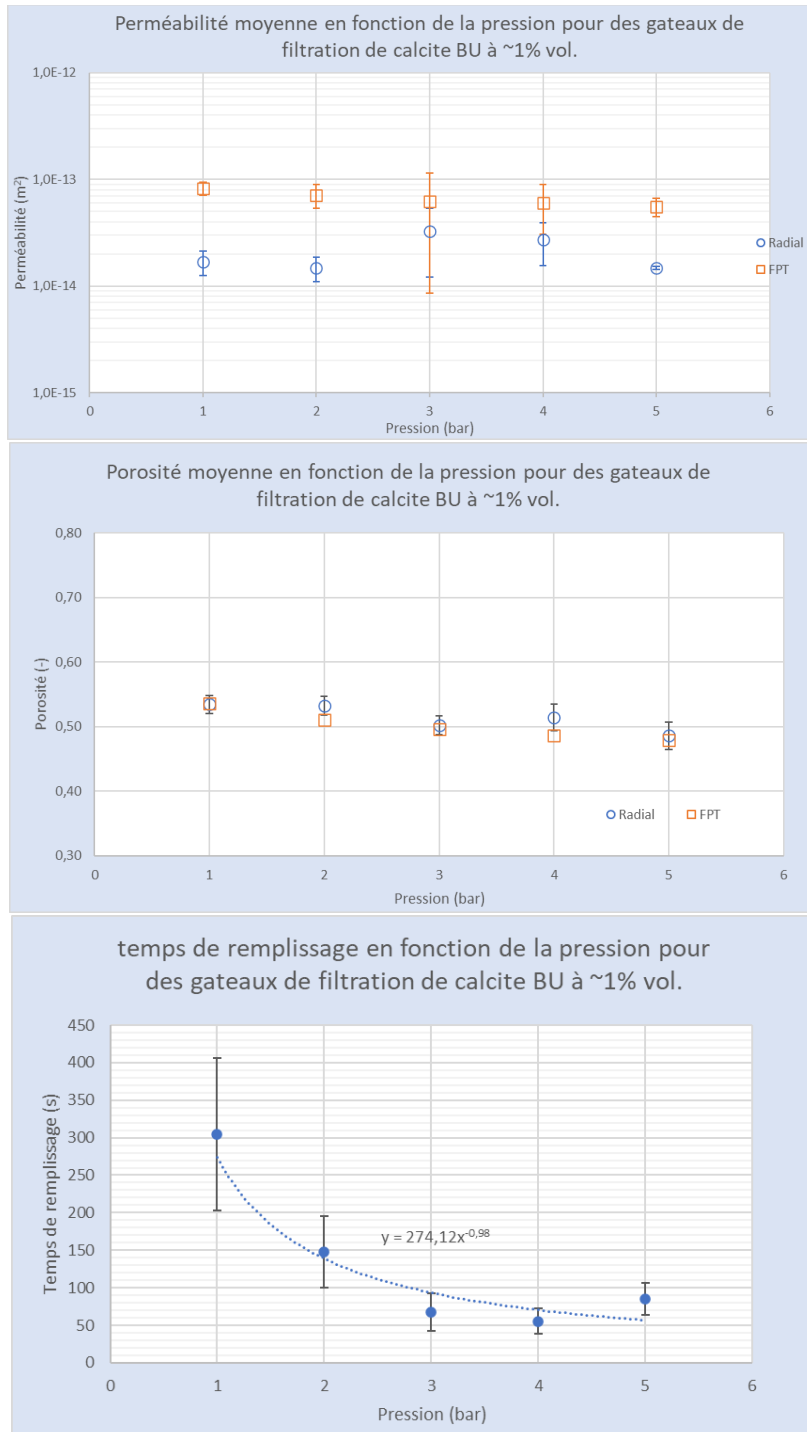 Perméabilité moyenne en fonction de la pression pour des gateaux de
filtration de calcite BU à ~1% vol.
1,0E-12
1,0E-13
1,0E-14
1,0E-15
Perméabilité (m²)
0 1 2 3 4 5 6
Pression (bar)
Radial
FPT
Porosité moyenne en fonction de la pression pour des gateaux de
filtration de calcite BU à ~1% vol.
0,80
0,70
0,60
0,50
0,40
0,30
Porosité (-)
Radial FPT
0 1 2 3 4 5 6
Pression (bar)
temps de remplissage en fonction de la pression pour
des gateaux de filtration de calcite BU à ~1% vol.
450
400
350
300
250
200
150
100
50
0
Temps de remplissage (s)
y = 274,12x⁻⁰,⁹⁸
0 1 2 3 4 5 6
Pression (bar)